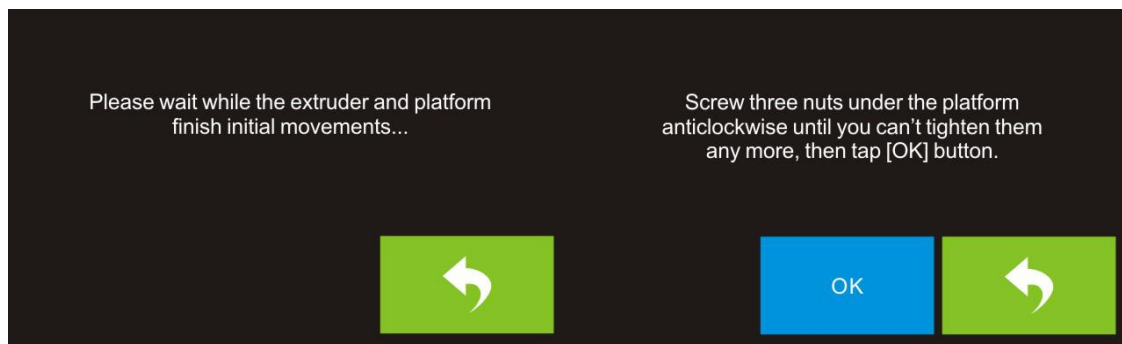 Please wait while the extruder and platform
finish initial movements...
Screw three nuts under the platform
anticlockwise until you can't tighten them
any more, then tap [OK] button.
OK